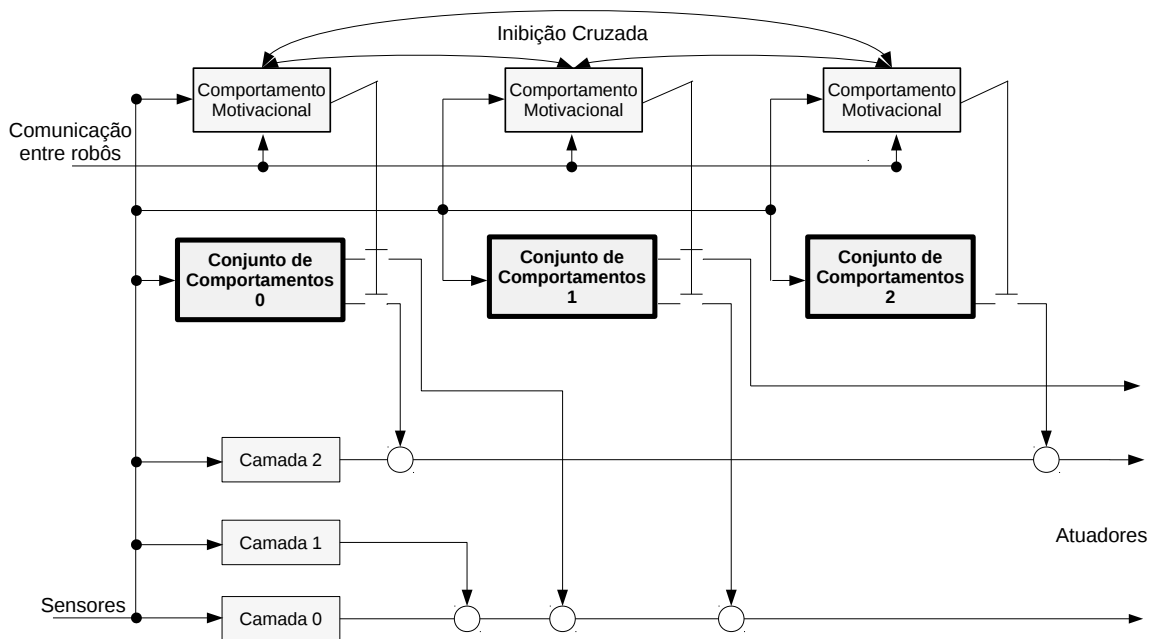 Inibição Cruzada
Comportamento
Motivacional
Comportamento
Motivacional
Comportamento
Motivacional
Comunicação
entre robôs
Conjunto de
Comportamentos
0
Conjunto de
Comportamentos
1
Conjunto de
Comportamentos
2
Camada 2
Camada 1
Atuadores
Sensores
Camada 0